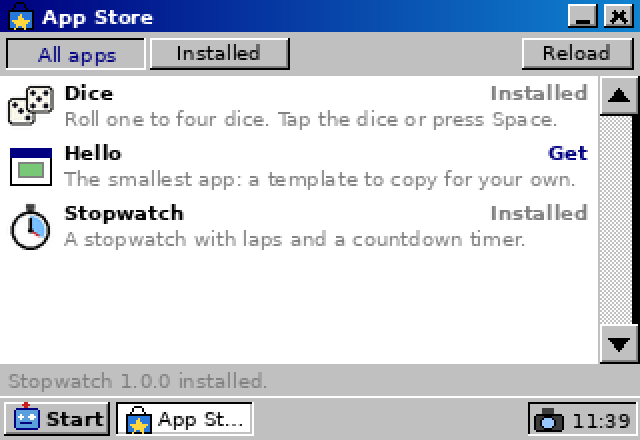 App Store
All apps Installed Reload
Dice Installed
Roll one to four dice. Tap the dice or press Space.
Hello Get
The smallest app: a template to copy for your own.
Stopwatch Installed
A stopwatch with laps and a countdown timer.
Stopwatch 1.0.0 installed.
Start App St... 11:39